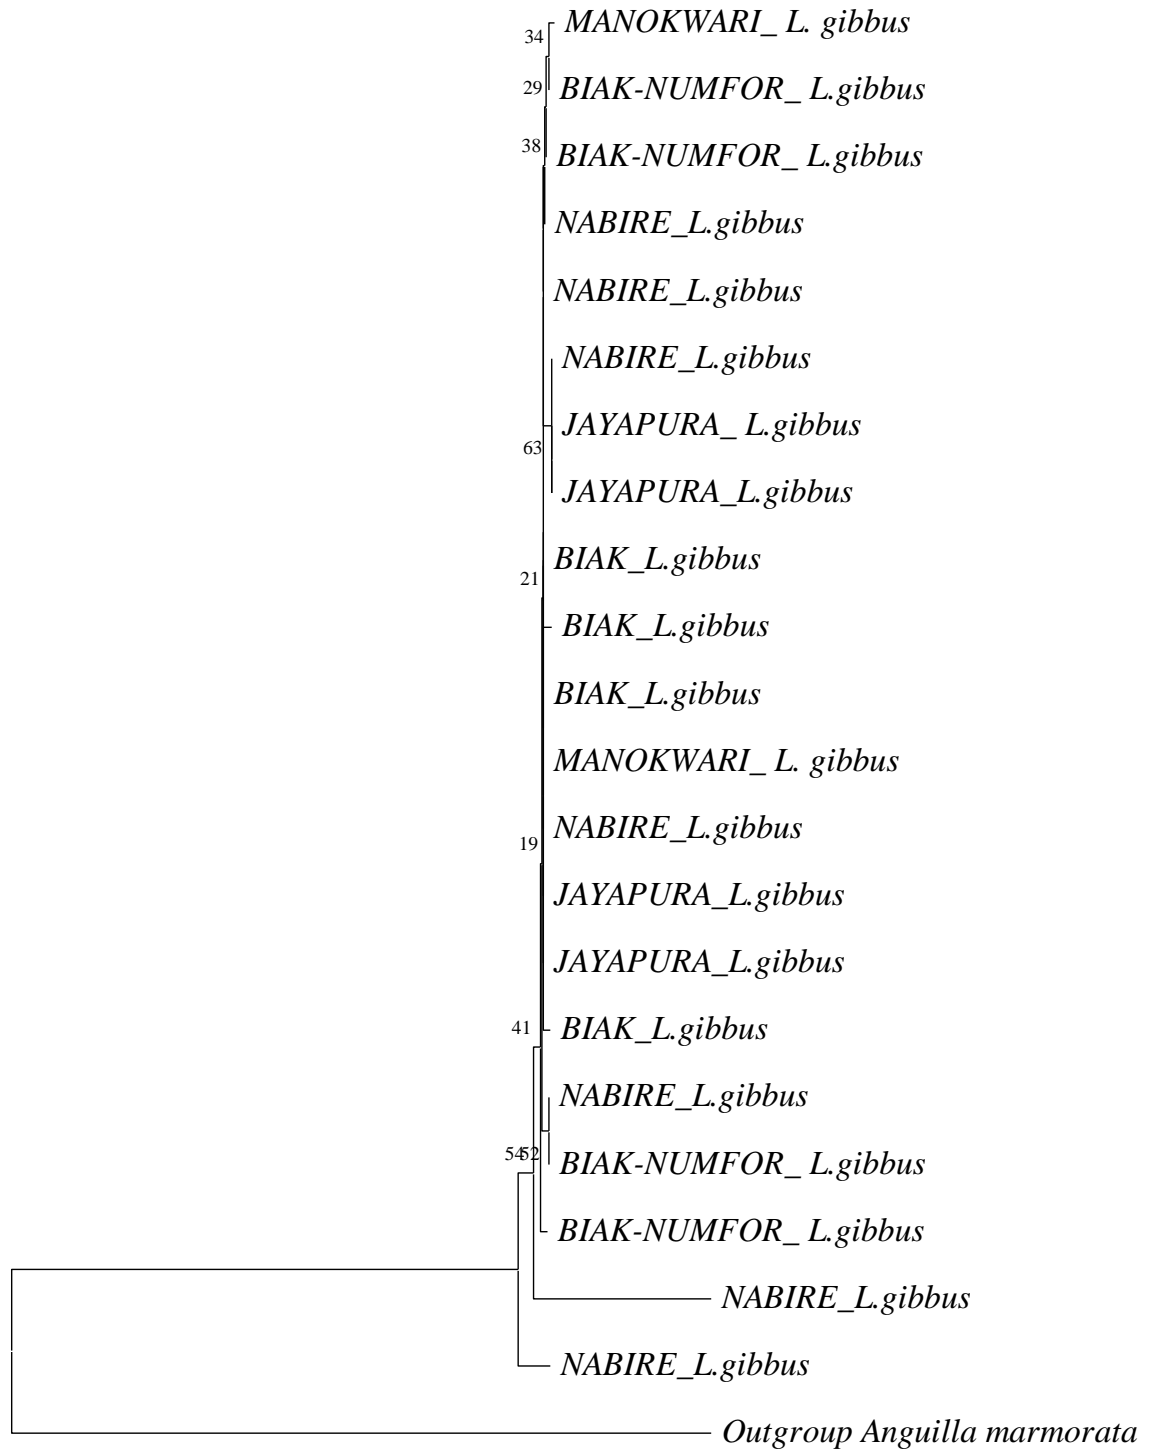 MANOKWARI_ L. gibbus
34
BIAK-NUMFOR_ L.gibbus
29
BIAK-NUMFOR_ L.gibbus
38
NABIRE_L.gibbus
NABIRE_L.gibbus
NABIRE_L.gibbus
JAYAPURA_ L.gibbus
63
JAYAPURA_L.gibbus
BIAK_L.gibbus
21
BIAK_L.gibbus
BIAK_L.gibbus
MANOKWARI_ L. gibbus
NABIRE_L.gibbus
19
JAYAPURA_L.gibbus
JAYAPURA_L.gibbus
BIAK_L.gibbus
41
NABIRE_L.gibbus
54
52
BIAK-NUMFOR_ L.gibbus
BIAK-NUMFOR_ L.gibbus
NABIRE_L.gibbus
NABIRE_L.gibbus
Outgroup Anguilla marmorata